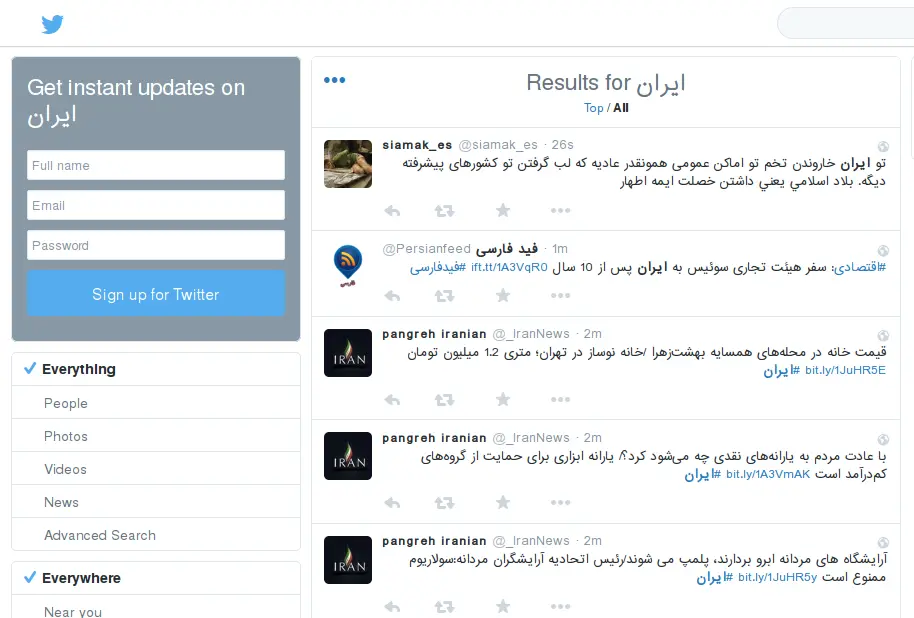 Get instant updates on
ایران
Full name
Email
Password
Sign up for Twitter
Everything
People
Photos
Videos
News
Advanced Search
Everywhere
Near you
Results for ایران
Top / All
siamak_es @siamak_es · 26s
تو ایران خاروندن تخم تو اماکن عمومی همونقدر عادیه که لب گرفتن تو کشورهای پیشرفته
دیگه. بلاد اسلامي يعني داشتن خصلت ایمه اطهار
فید فارسی @Persianfeed · 1m
#اقتصادی: سفر هیئت تجاری سوئیس به ایران پس از 10 سال ift.tt/1A3VqR0 #فیدفارسی
pangreh iranian @_IranNews · 2m
قیمت خانه در محله‌های همسایه بهشت‌زهرا /خانه نوساز در تهران؛ متری 1.2 میلیون تومان
bit.ly/1JuHR5E #ایران
pangreh iranian @_IranNews · 2m
با عادت مردم به یارانه‌های نقدی چه می‌شود کرد؟/ یارانه ابزاری برای حمایت از گروه‌های
کم‌درآمد است bit.ly/1A3VmAK #ایران
pangreh iranian @_IranNews · 2m
آرایشگاه های مردانه ابرو بردارند، پلمپ می شوند/رئیس اتحادیه آرایشگران مردانه:سولاریوم
ممنوع است bit.ly/1JuHR5y #ایران
IRAN
IRAN
IRAN